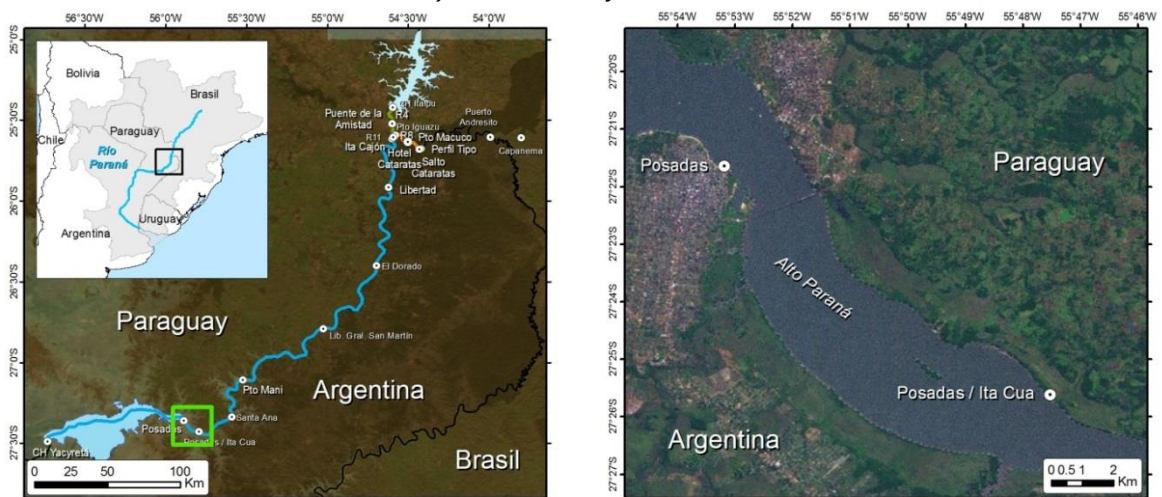 55°54'W 55°53'W 55°52'W 55°51'W 55°50'W 55°49'W 55°48'W 55°47'W 55°46'W
56°30'W 56°0'W 55°30'W 55°0'W 54°30'W 54°0'W
25°0'S
25°30'S
26°0'S
26°30'S
27°0'S
27°30'S
Bolivia
Brasil
Paraguay
Chile
Río
Paraná
Uruguay
Argentina
Itaipu
R4
Puente de la
Amistad
Pto Iguazu
Puerto
Andresito
R11
R8
Pto Macuco
Ita Cajón
Perfil Tipo
Capanema
Hotel
Cataratas
Salto
Cataratas
Libertad
El Dorado
Paraguay
Lib. Gral. San Martín
Argentina
Pto Mani
Santa Ana
Posadas
Posadas / Ita Cua
CH Yacyreta
Brasil
0 25 50 100
Km
27°20'S
27°21'S
27°22'S
27°23'S
27°24'S
27°25'S
27°26'S
27°27'S
Posadas
Paraguay
Alto Paraná
Posadas / Ita Cua
Argentina
0 0.5 1 2
Km